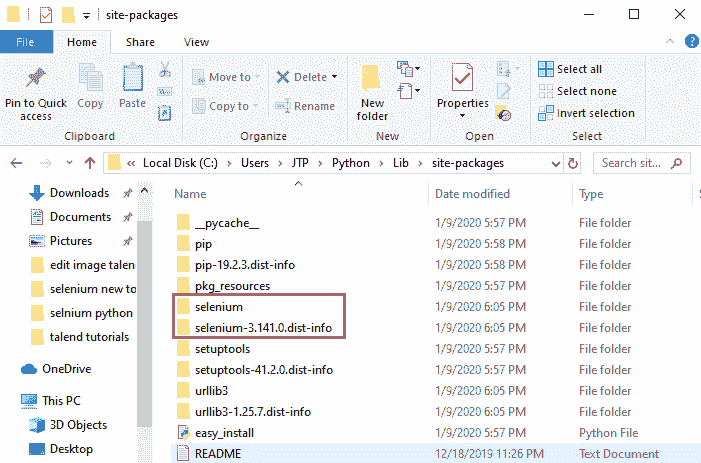 site-packages
File Home Share View
Pin to Quick access
Copy
Paste
Clipboard
Move to
Copy to
Delete
Rename
Organize
New folder
New
Properties
Open
Select all
Select none
Invert selection
Select
« Local Disk (C:) > Users > JTP > Python > Lib > site-packages
Search sit...
Downloads
Documents
Pictures
edit image talen
selnium new to
selnium python
talend tutorials
OneDrive
This PC
3D Objects
Desktop
Name Date modified Type
__pycache__ 1/9/2020 5:57 PM File folder
pip 1/9/2020 5:58 PM File folder
pip-19.2.3.dist-info 1/9/2020 5:58 PM File folder
pkg_resources 1/9/2020 5:57 PM File folder
selenium 1/9/2020 6:05 PM File folder
selenium-3.141.0.dist-info 1/9/2020 6:05 PM File folder
setuptools 1/9/2020 5:57 PM File folder
setuptools-41.2.0.dist-info 1/9/2020 5:57 PM File folder
urllib3 1/9/2020 6:05 PM File folder
urllib3-1.25.7.dist-info 1/9/2020 6:05 PM File folder
easy_install 1/9/2020 5:57 PM Python File
README 12/18/2019 11:26 PM Text Document